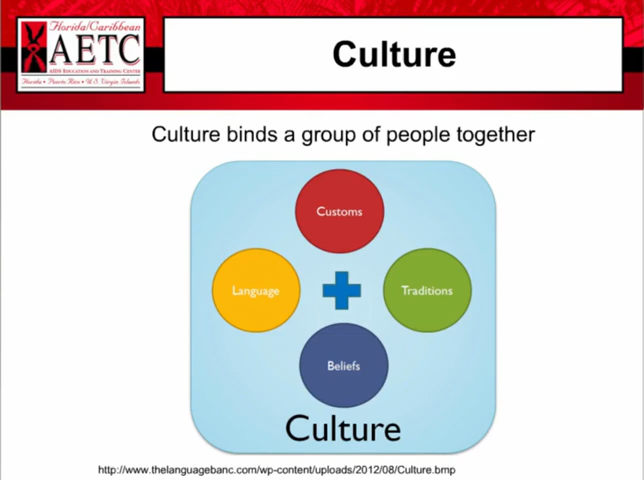 Florida/Caribbean
AETC
AIDS EDUCATION AND TRAINING CENTER
Florida • Puerto Rico • U.S. Virgin Islands
Culture
Culture binds a group of people together
Customs
Language
Traditions
Beliefs
Culture
http://www.thelanguagebanc.com/wp-content/uploads/2012/08/Culture.bmp